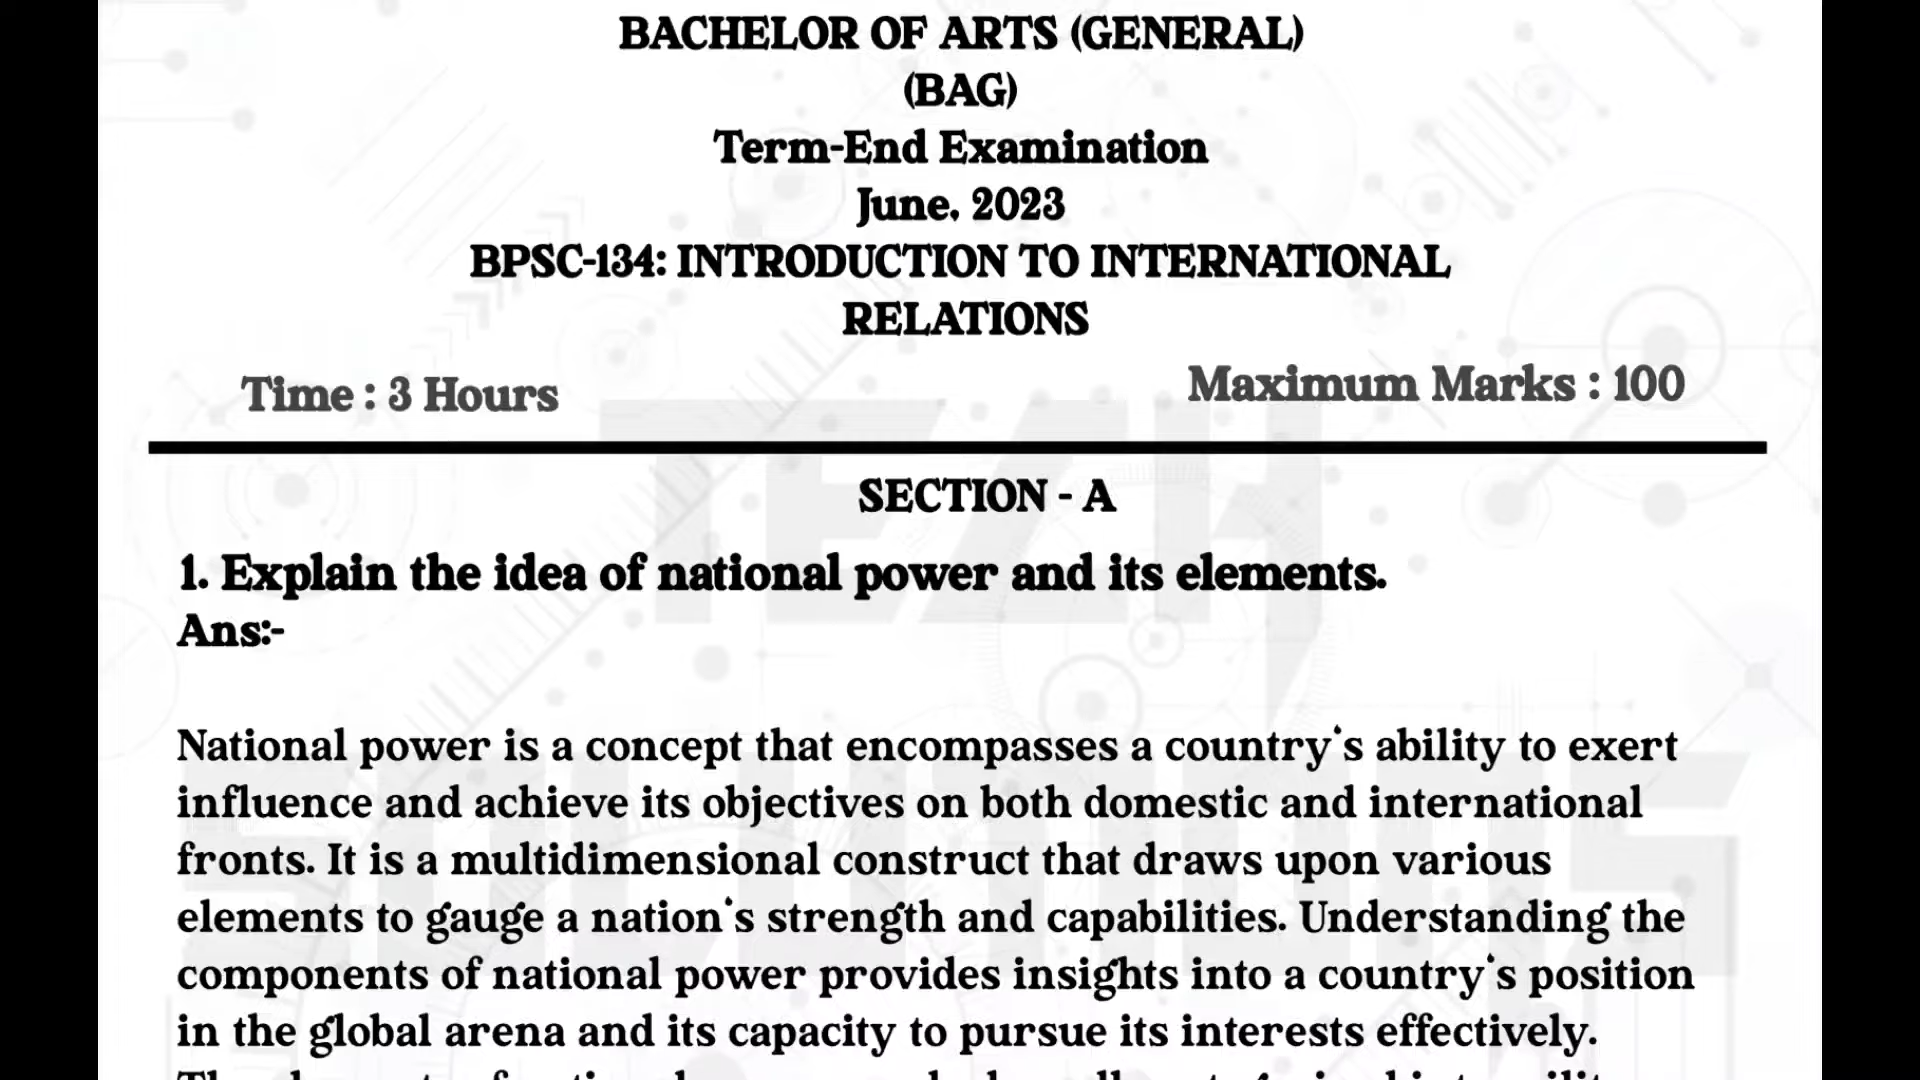 BACHELOR OF ARTS (GENERAL)
(BAG)
Term-End Examination
June, 2023
BPSC-134: INTRODUCTION TO INTERNATIONAL
RELATIONS
Time : 3 Hours
Maximum Marks : 100
SECTION - A
1. Explain the idea of national power and its elements.
Ans:-
National power is a concept that encompasses a country's ability to exert
influence and achieve its objectives on both domestic and international
fronts. It is a multidimensional construct that draws upon various
elements to gauge a nation's strength and capabilities. Understanding the
components of national power provides insights into a country's position
in the global arena and its capacity to pursue its interests effectively.